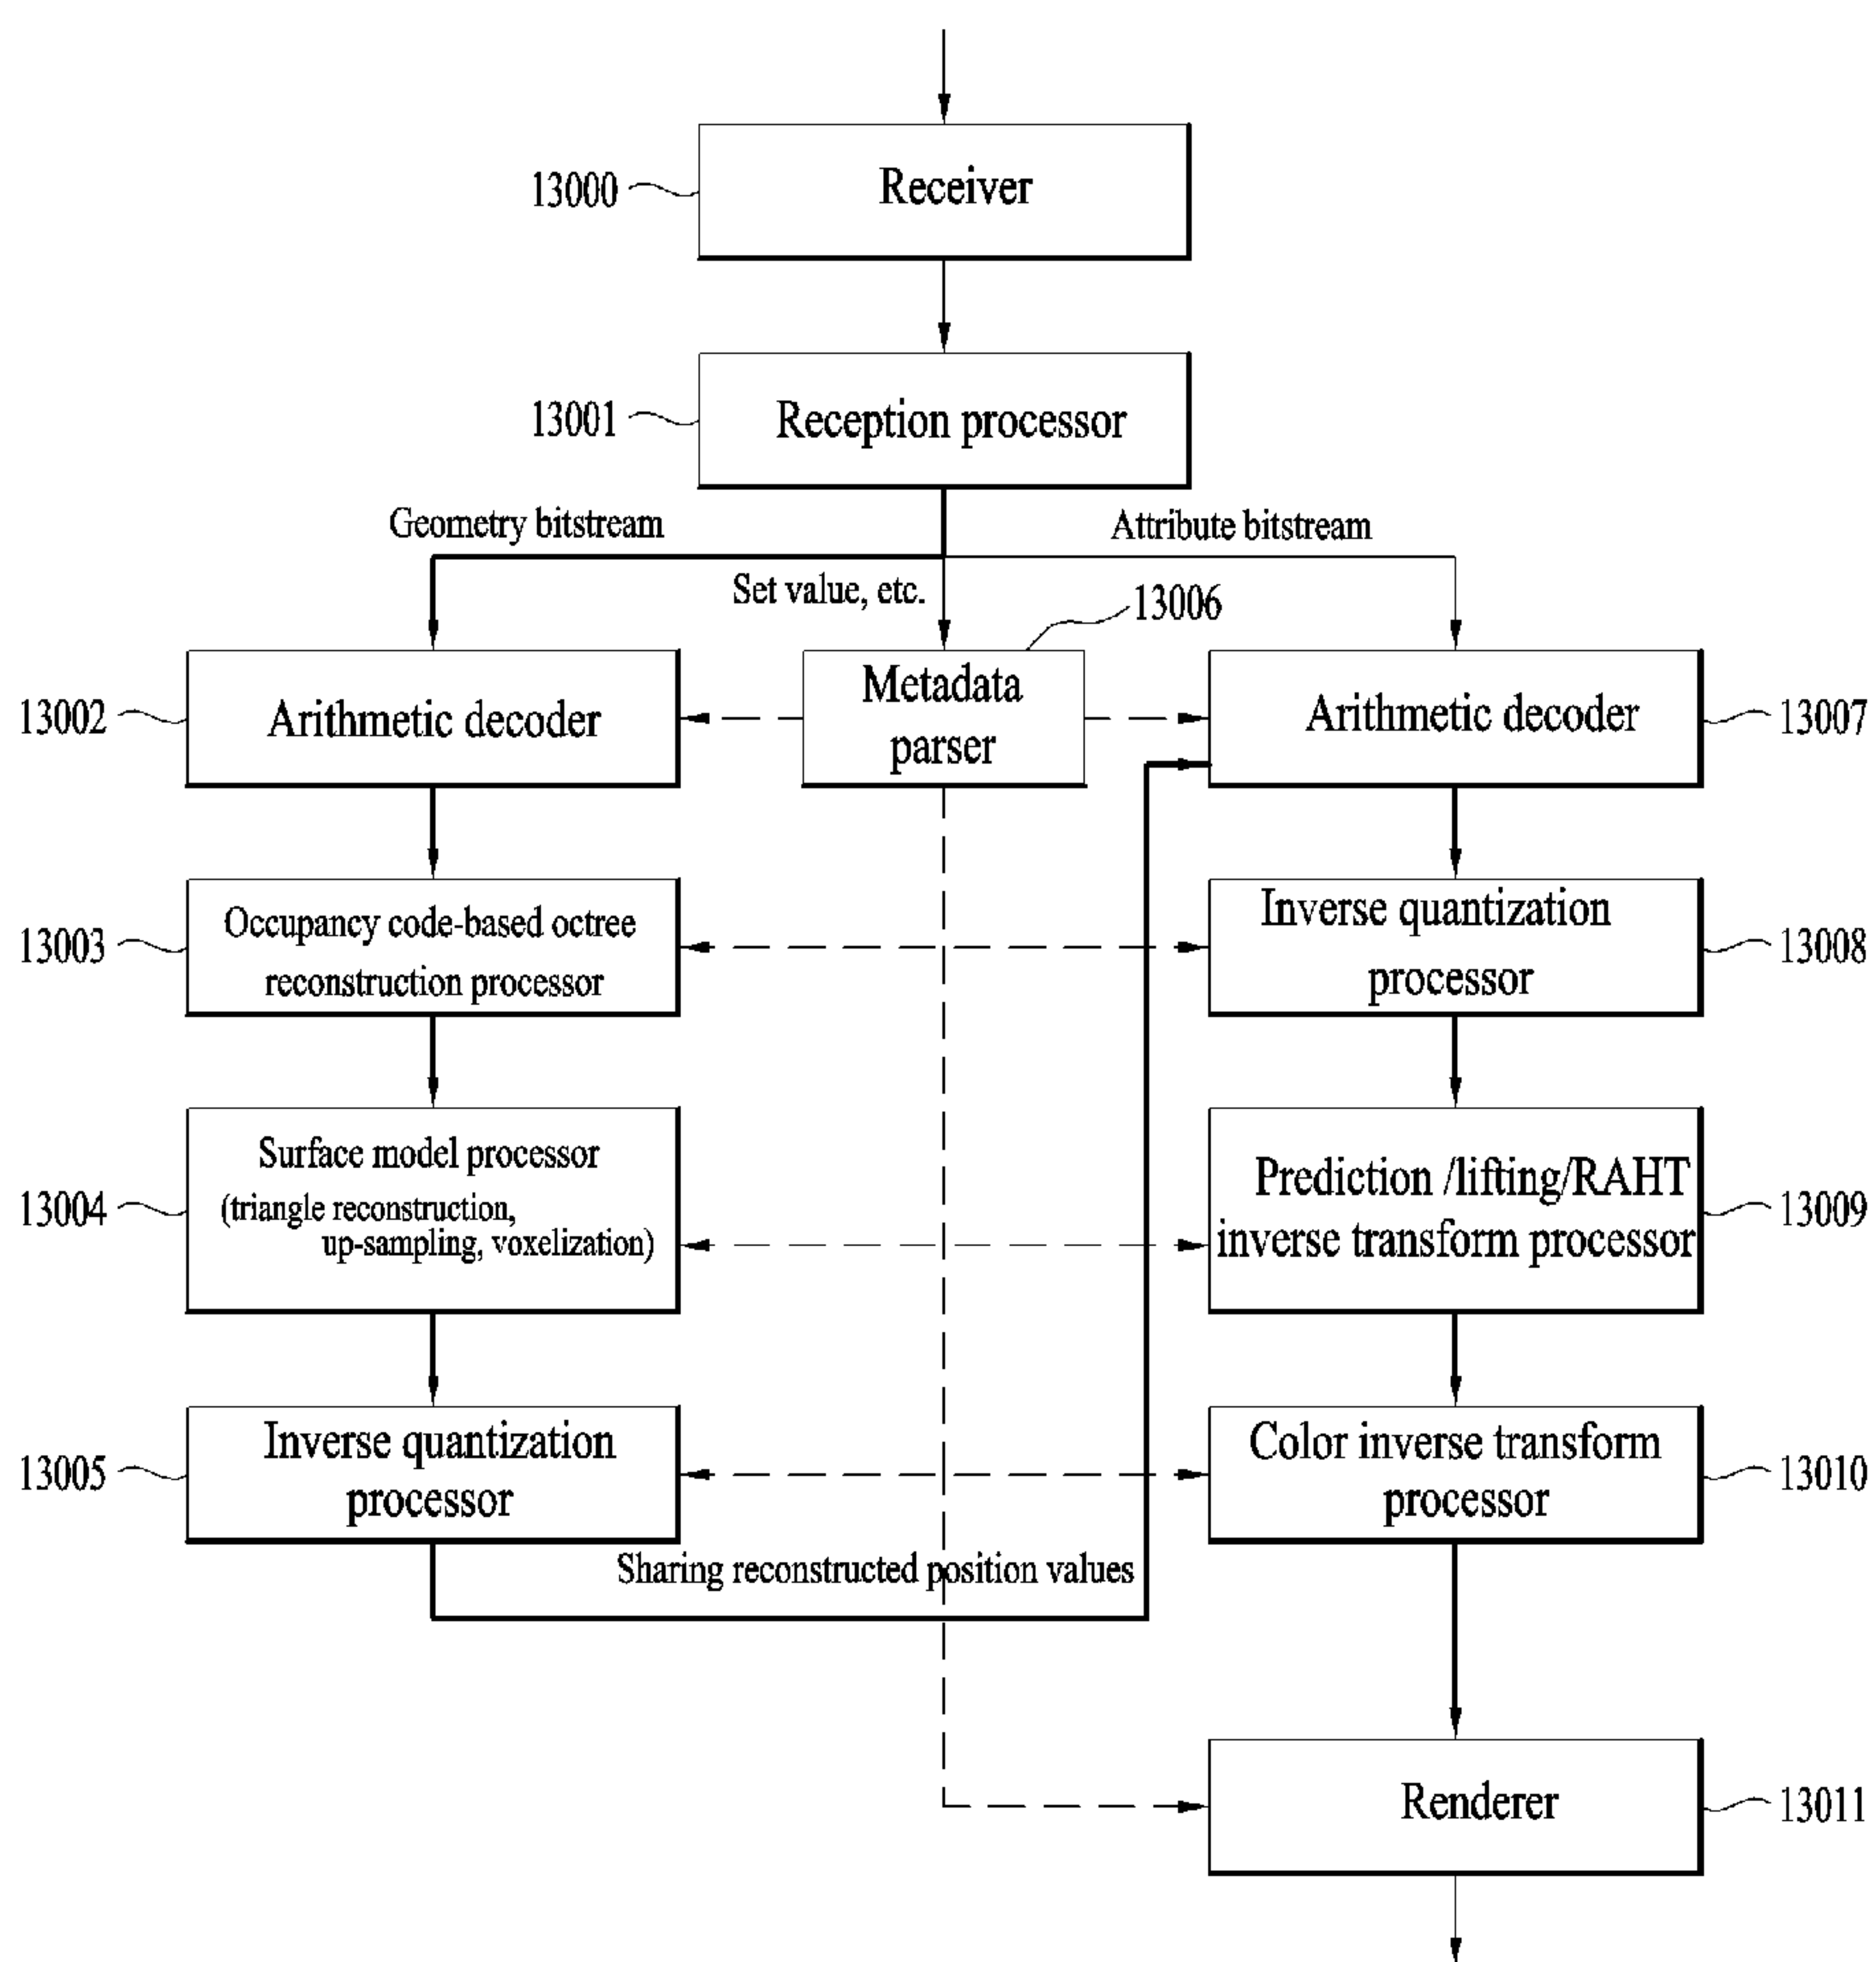 13000
Receiver
13001
Reception processor
Geometry bitstream
Attribute bitstream
Set value, etc.
13006
13002
Arithmetic decoder
Metadata
parser
Arithmetic decoder
13007
13003
Occupancy code-based octree
reconstruction processor
Inverse quantization
processor
13008
13004
Surface model processor
(triangle reconstruction,
up-sampling, voxelization)
Prediction /lifting/RAHT
inverse transform processor
13009
13005
Inverse quantization
processor
Color inverse transform
processor
13010
Sharing reconstructed position values
Renderer
13011